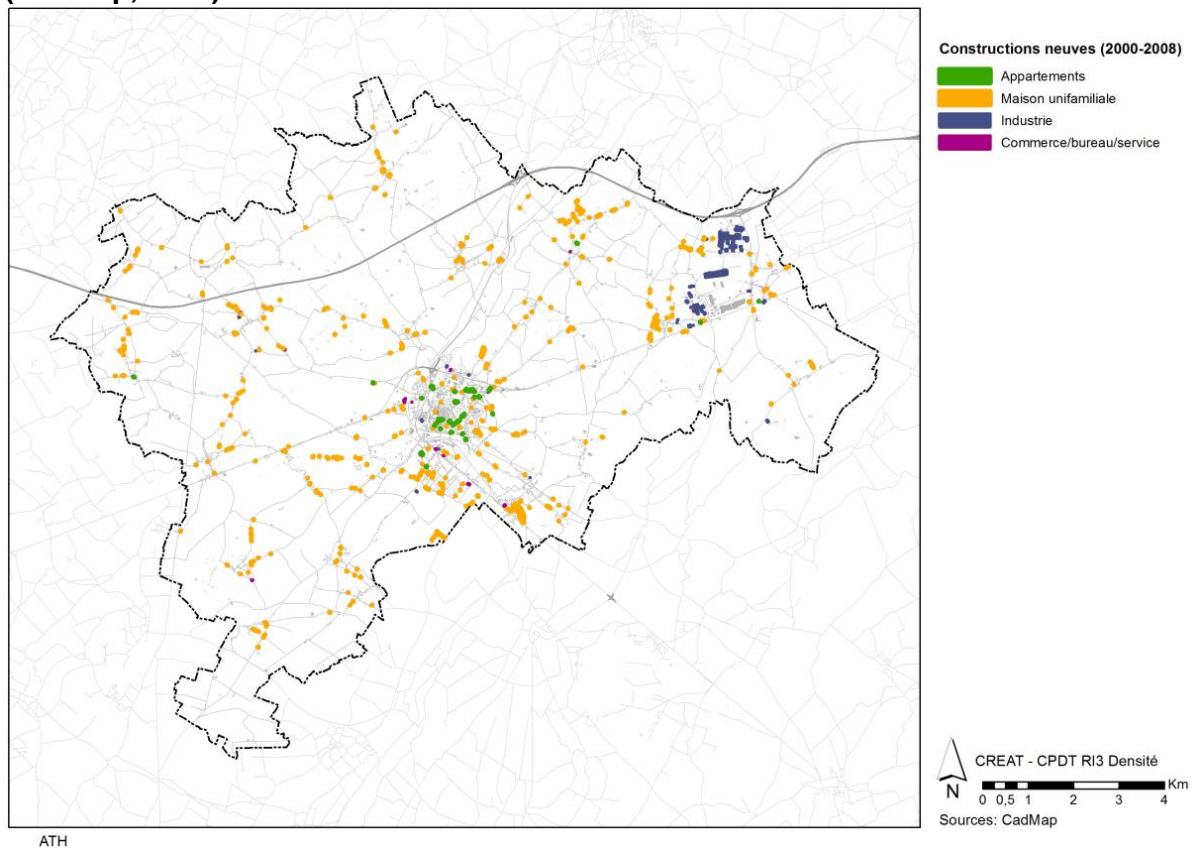 Constructions neuves (2000-2008)
Appartements
Maison unifamiliale
Industrie
Commerce/bureau/service
CREAT - CPDT RI3 Densité
N
Km
0 0,5 1 2 3 4
Sources: CadMap
ATH